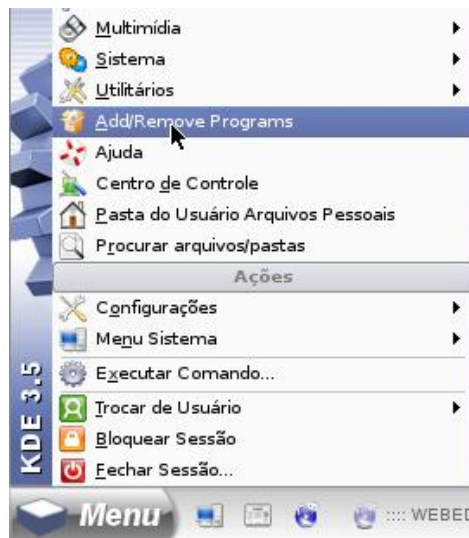 Multimídia
Sistema
Utilitários
Add/Remove Programs
Ajuda
Centro de Controle
Pasta do Usuário Arquivos Pessoais
Procurar arquivos/pastas
Ações
Configurações
Menu Sistema
Executar Comando...
Trocar de Usuário
Bloquear Sessão
Fechar Sessão...
KDE 3.5
Menu
:::: WEBED